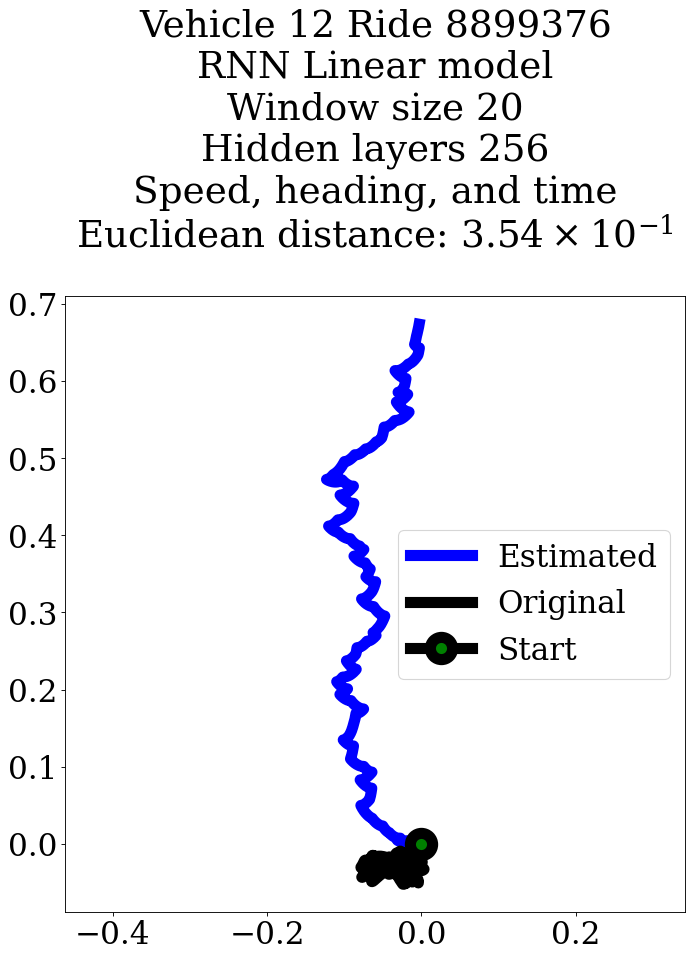 Vehicle 12 Ride 8899376
RNN Linear model
Window size 20
Hidden layers 256
Speed, heading, and time
Euclidean distance: 3.54 × 10⁻¹
0.7
0.6
0.5
0.4
0.3
0.2
0.1
0.0
Estimated
Original
Start
−0.4 −0.2 0.0 0.2